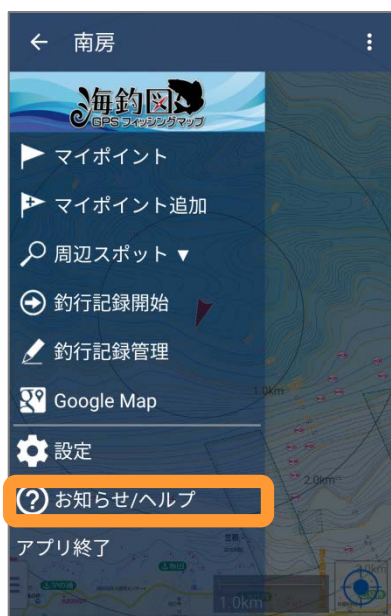 南房
海釣図
GPS フィッシングマップ
マイポイント
マイポイント追加
周辺スポット ▼
釣行記録開始
釣行記録管理
Google Map
1.0km
設定
2.0km
お知らせ/ヘルプ
アプリ終了
1.0km